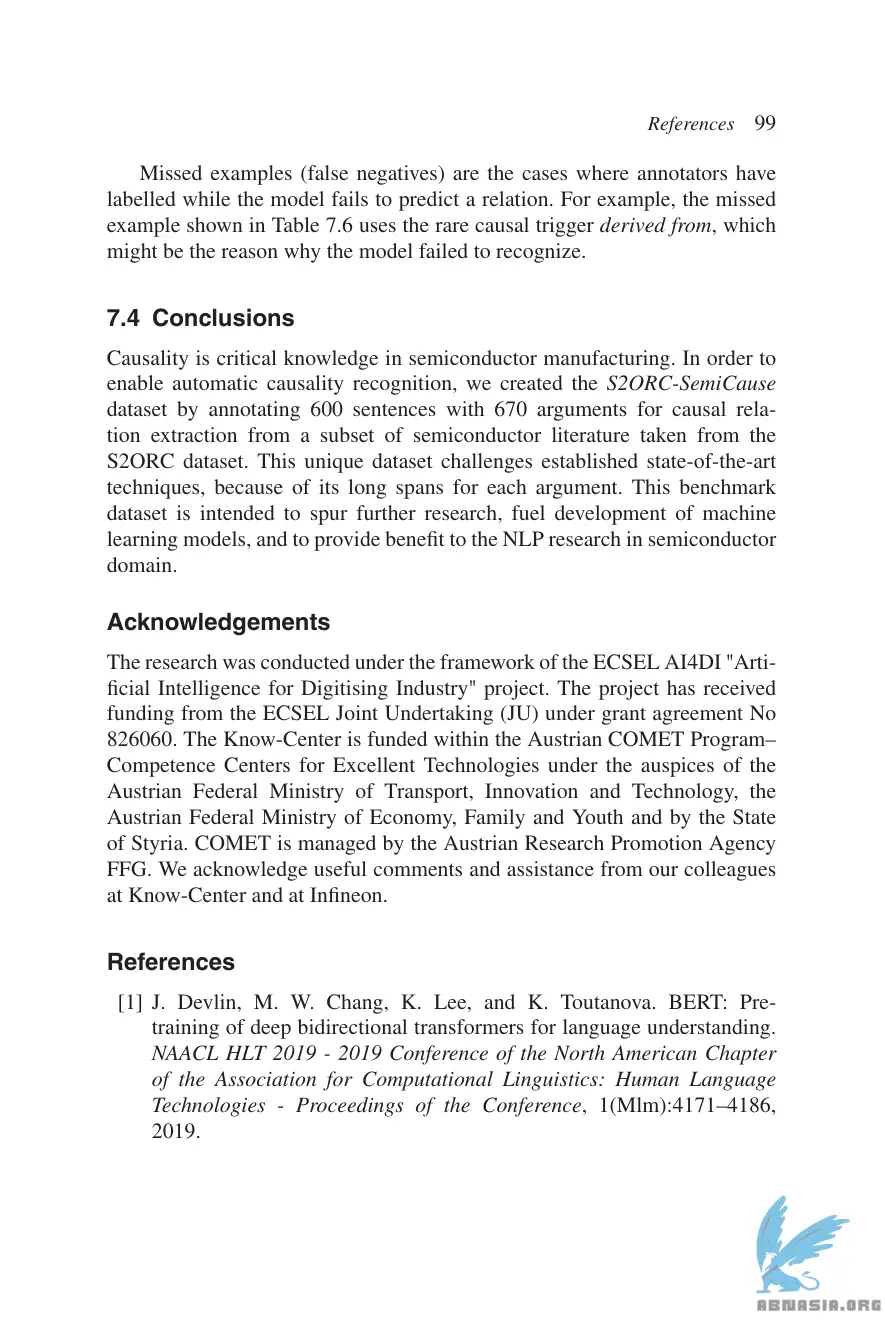 References 99
Missed examples (false negatives) are the cases where annotators have
labelled while the model fails to predict a relation. For example, the missed
example shown in Table 7.6 uses the rare causal trigger derived from, which
might be the reason why the model failed to recognize.
7.4 Conclusions
Causality is critical knowledge in semiconductor manufacturing. In order to
enable automatic causality recognition, we created the S2ORC-SemiCause
dataset by annotating 600 sentences with 670 arguments for causal rela-
tion extraction from a subset of semiconductor literature taken from the
S2ORC dataset. This unique dataset challenges established state-of-the-art
techniques, because of its long spans for each argument. This benchmark
dataset is intended to spur further research, fuel development of machine
learning models, and to provide benefit to the NLP research in semiconductor
domain.
Acknowledgements
The research was conducted under the framework of the ECSEL AI4DI "Arti-
ficial Intelligence for Digitising Industry" project. The project has received
funding from the ECSEL Joint Undertaking (JU) under grant agreement No
826060. The Know-Center is funded within the Austrian COMET Program–
Competence Centers for Excellent Technologies under the auspices of the
Austrian Federal Ministry of Transport, Innovation and Technology, the
Austrian Federal Ministry of Economy, Family and Youth and by the State
of Styria. COMET is managed by the Austrian Research Promotion Agency
FFG. We acknowledge useful comments and assistance from our colleagues
at Know-Center and at Infineon.
References
[1] J. Devlin, M. W. Chang, K. Lee, and K. Toutanova. BERT: Pre-
training of deep bidirectional transformers for language understanding.
NAACL HLT 2019 - 2019 Conference of the North American Chapter
of the Association for Computational Linguistics: Human Language
Technologies - Proceedings of the Conference, 1(Mlm):4171–4186,
2019.
ABNASIA.ORG